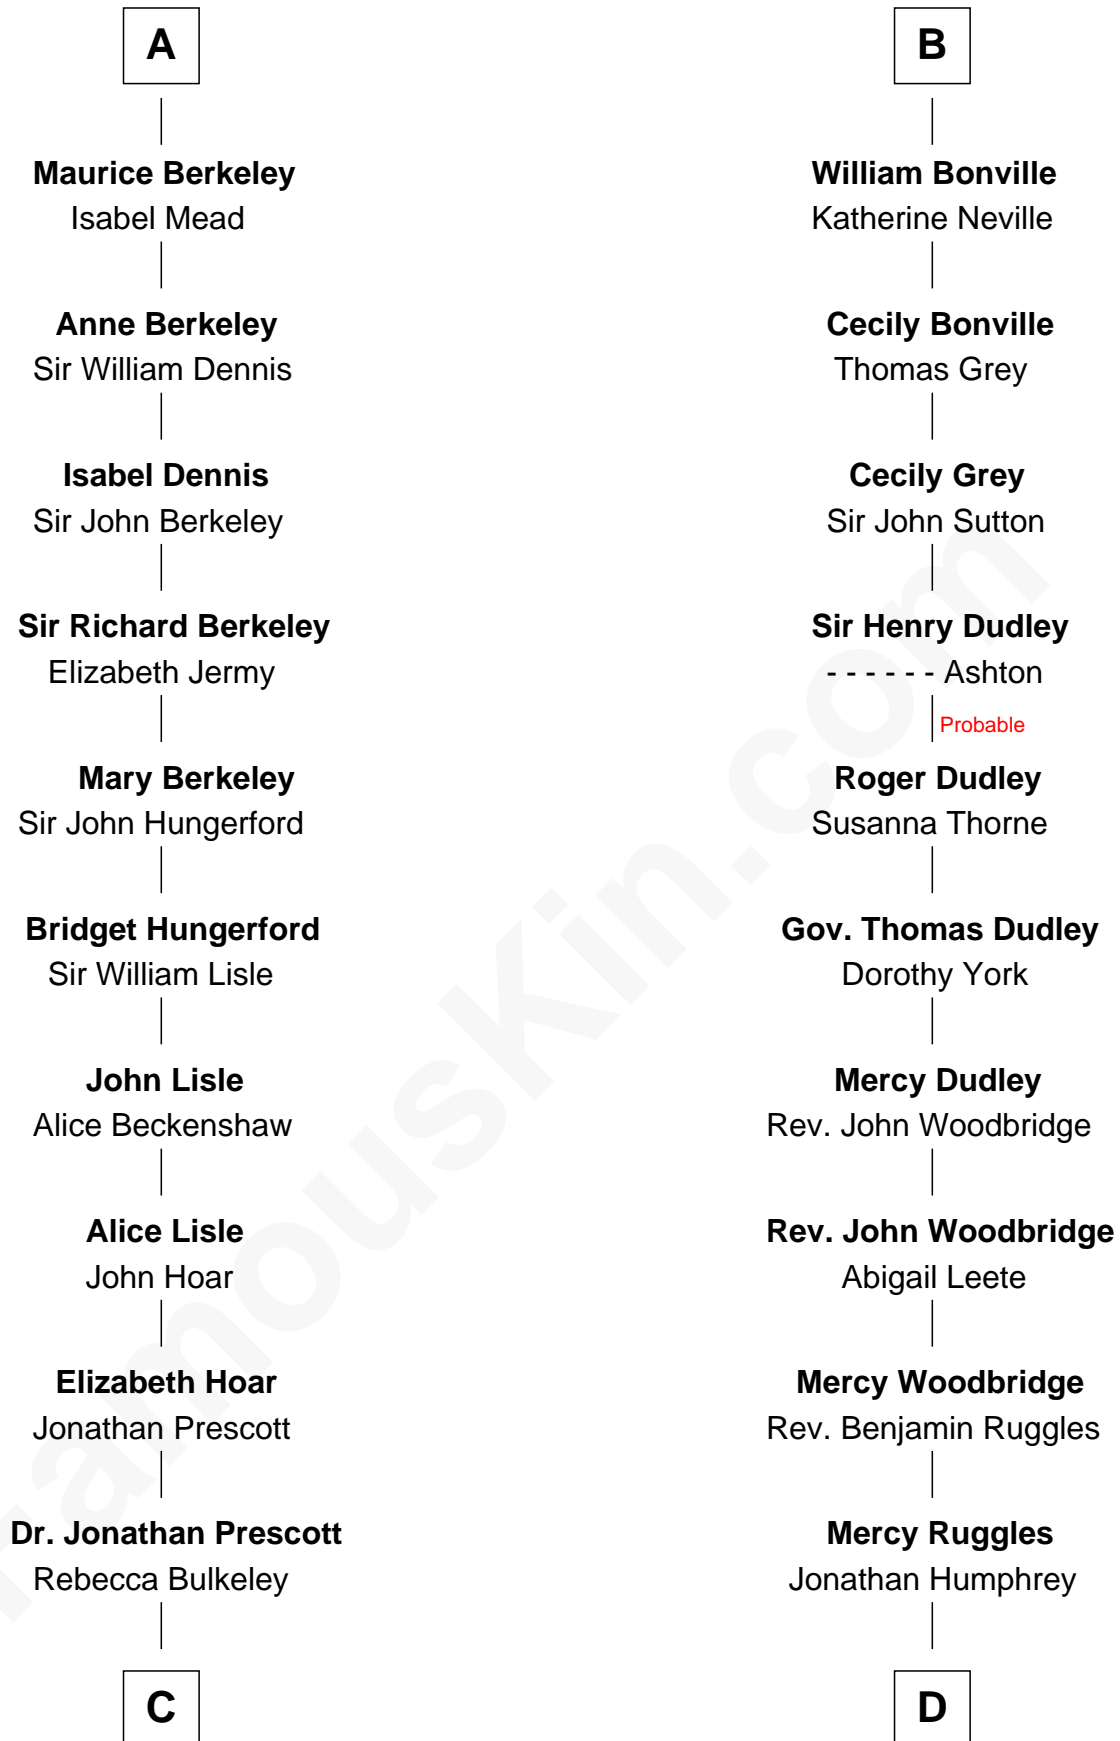 A
B
Maurice Berkeley
Isabel Mead
William Bonville
Katherine Neville
Anne Berkeley
Sir William Dennis
Cecily Bonville
Thomas Grey
Isabel Dennis
Sir John Berkeley
Cecily Grey
Sir John Sutton
Sir Richard Berkeley
Elizabeth Jermy
Sir Henry Dudley
- - - - - - Ashton
Probable
Mary Berkeley
Sir John Hungerford
Roger Dudley
Susanna Thorne
Bridget Hungerford
Sir William Lisle
Gov. Thomas Dudley
Dorothy York
John Lisle
Alice Beckenshaw
Mercy Dudley
Rev. John Woodbridge
Alice Lisle
John Hoar
Rev. John Woodbridge
Abigail Leete
Elizabeth Hoar
Jonathan Prescott
Mercy Woodbridge
Rev. Benjamin Ruggles
Dr. Jonathan Prescott
Rebecca Bulkeley
Mercy Ruggles
Jonathan Humphrey
C
D
FamousKin.com